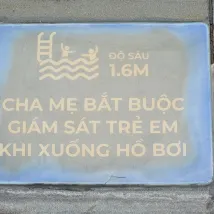 ĐỘ SÂU
1.6M
CHA MẸ BẮT BUỘC
GIÁM SÁT TRẺ EM
KHI XUỐNG HỒ BƠI